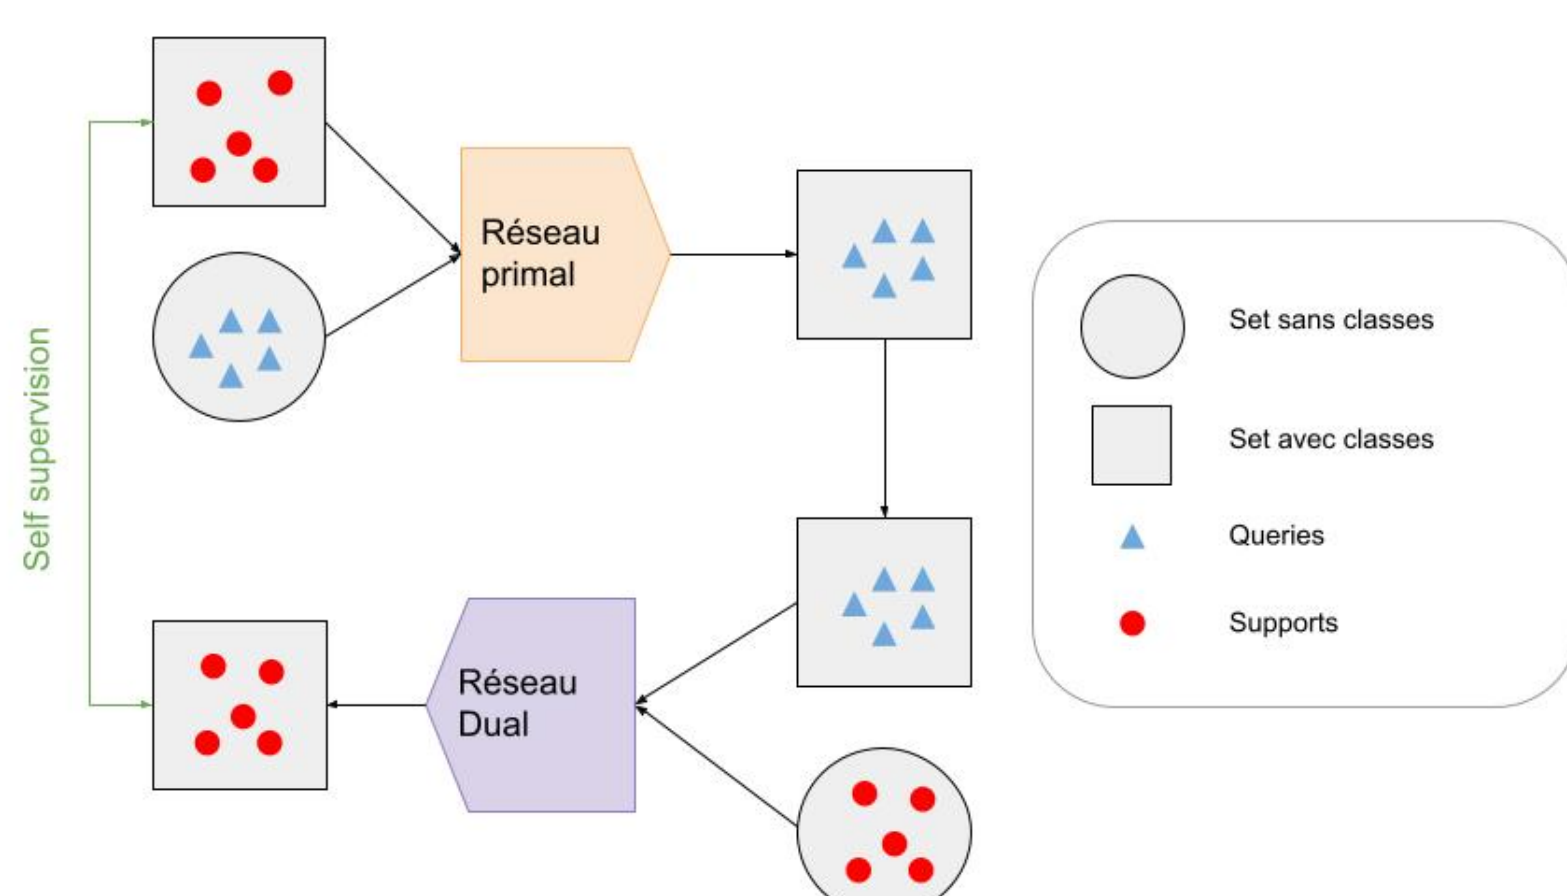 Réseau
primal
Self supervision
Réseau
Dual
Set sans classes
Set avec classes
Queries
Supports